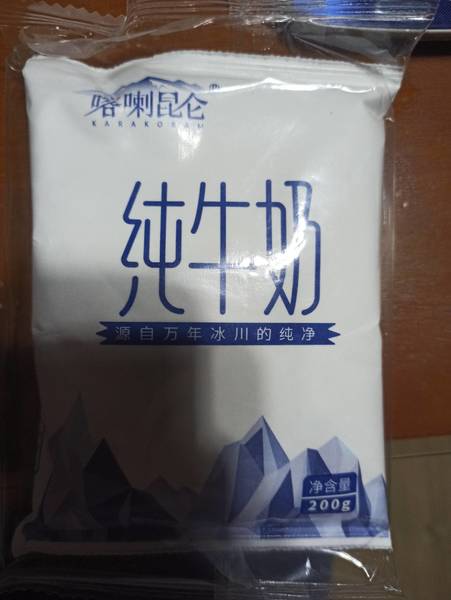 喀喇昆仑
KARAKORAM
纯牛奶
源自万年冰川的纯净
净含量
200g